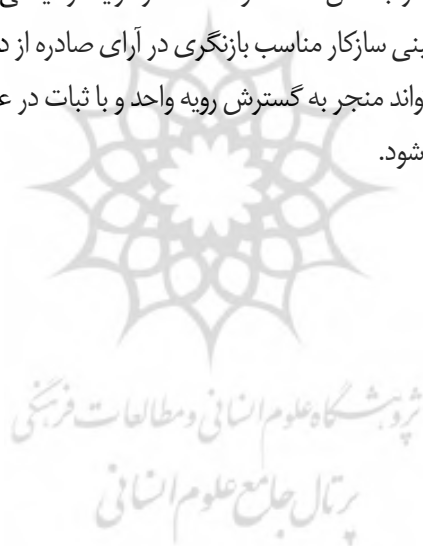 بینی سازکار مناسب بازنگری در آرای صادره از د
واند منجر به گسترش رویه واحد و با ثبات در ع
شود.
پژوهشگاه علوم انسانی و مطالعات فرهنگی
پرتال جامع علوم انسانی